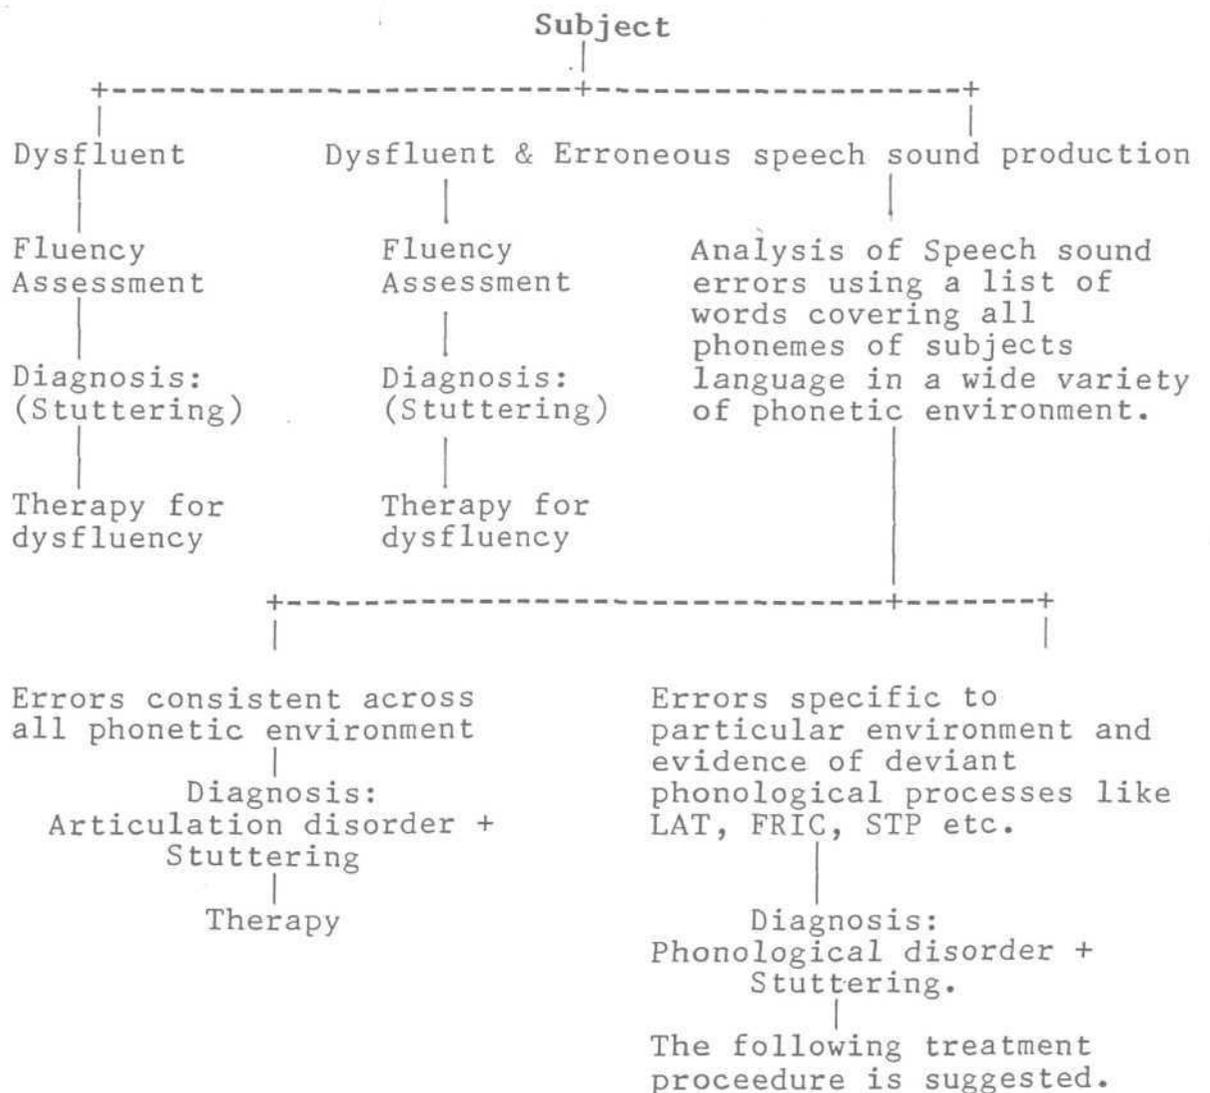 Subject
Dysfluent Dysfluent & Erroneous speech sound production
Fluency
Assessment
Diagnosis:
(Stuttering)
Therapy for
dysfluency
Fluency
Assessment
Diagnosis:
(Stuttering)
Therapy for
dysfluency
Analysis of Speech sound
errors using a list of
words covering all
phonemes of subjects
language in a wide variety
of phonetic environment.
Errors consistent across
all phonetic environment
Diagnosis:
Articulation disorder +
Stuttering
Therapy
Errors specific to
particular environment and
evidence of deviant
phonological processes like
LAT, FRIC, STP etc.
Diagnosis:
Phonological disorder +
Stuttering.
The following treatment
proceedure is suggested.